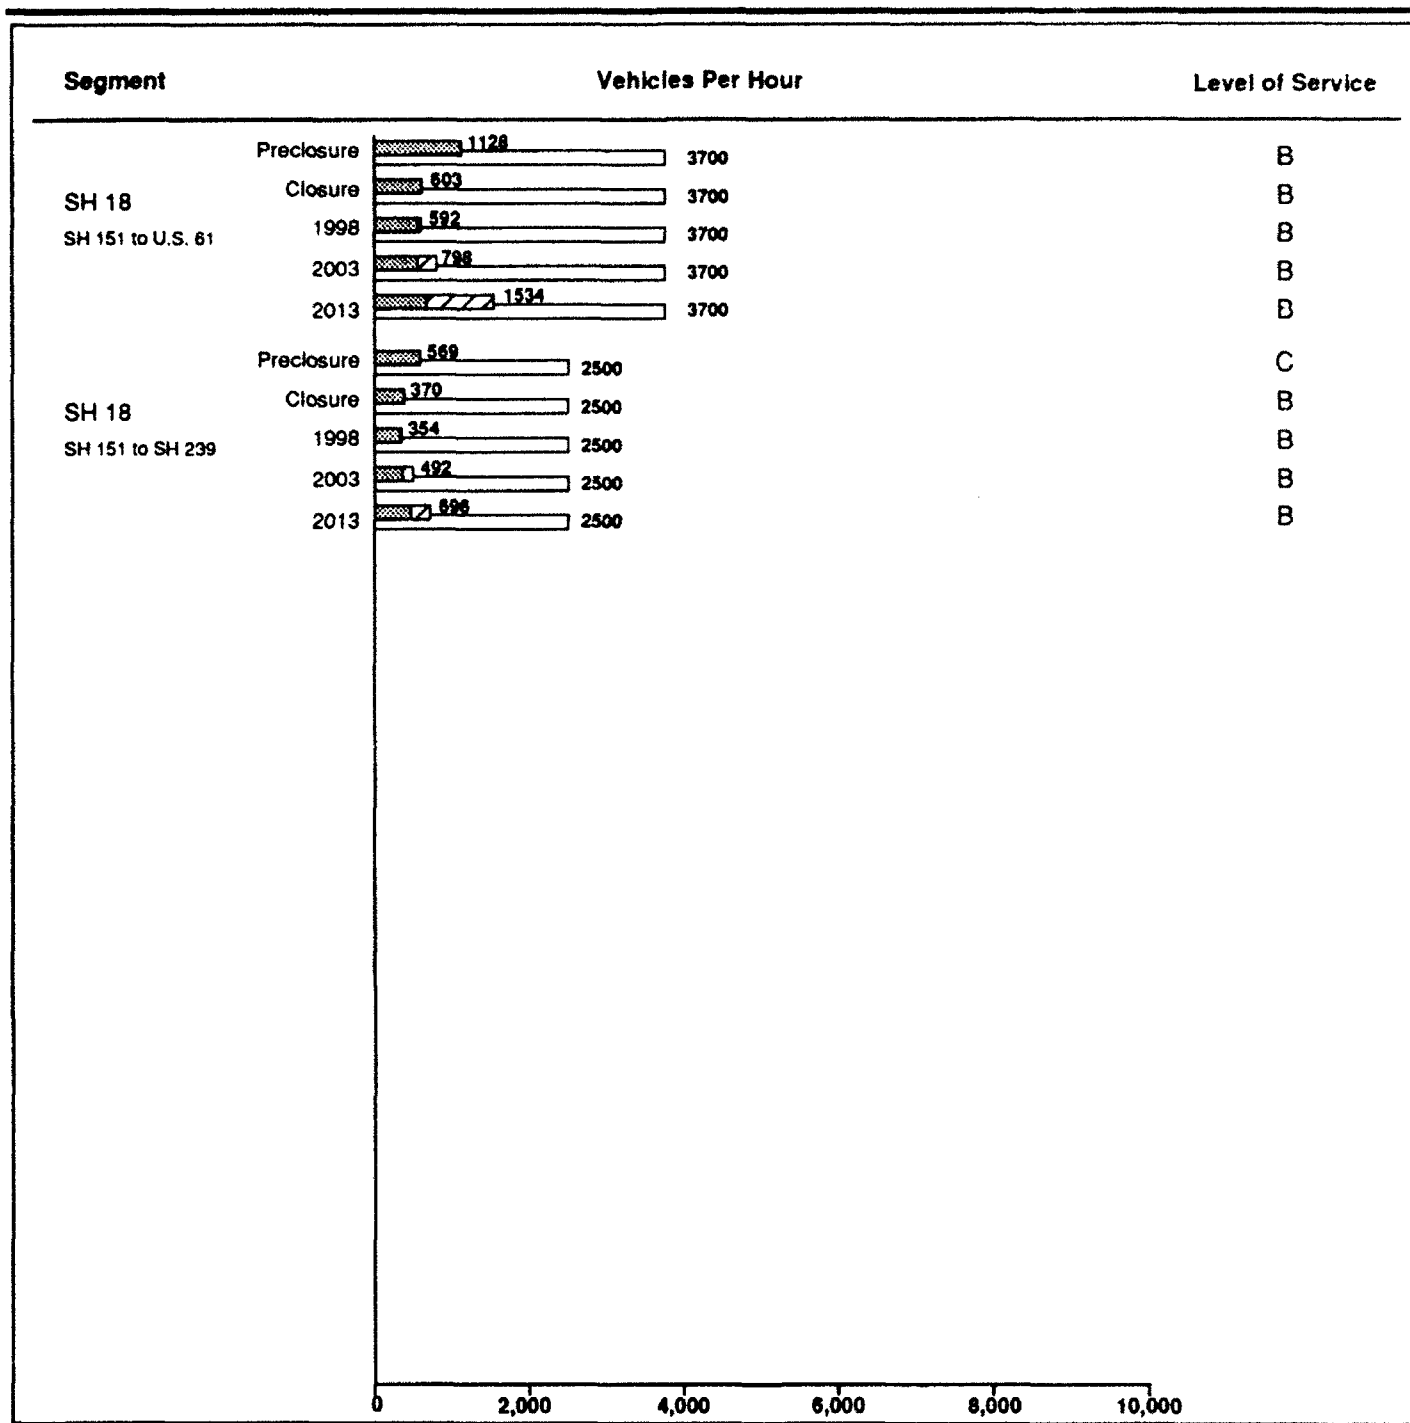 Segment Vehicles Per Hour Level of Service
Preclosure 1128 3700 B
Closure 603 3700 B
SH 18
SH 151 to U.S. 61
1998 592 3700 B
2003 798 3700 B
2013 1534 3700 B
Preclosure 569 2500 C
Closure 370 2500 B
SH 18
SH 151 to SH 239
1998 354 2500 B
2003 492 2500 B
2013 696 2500 B
0 2,000 4,000 6,000 8,000 10,000